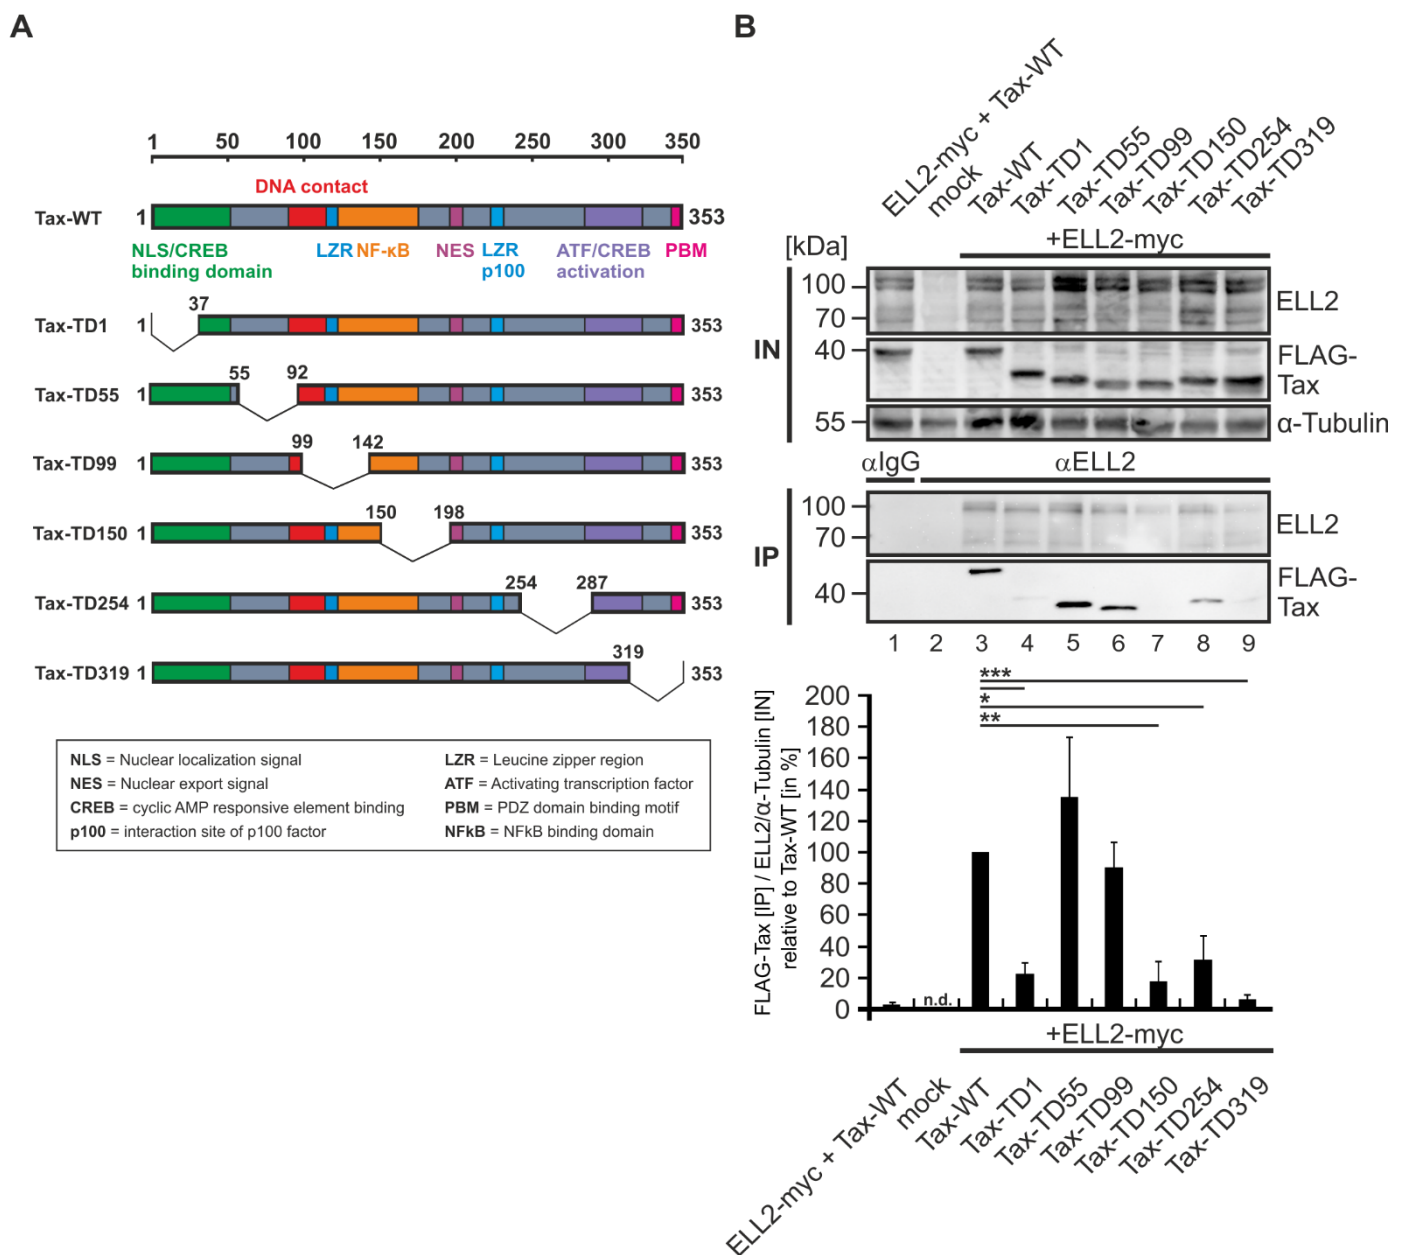 A
1 50 100 150 200 250 300 350
DNA contact
Tax-WT 1 353
NLS/CREB
binding domain
LZR NF-κB NES LZR
p100
ATF/CREB
activation
PBM
37
Tax-TD1 1 353
55 92
Tax-TD55 1 353
99 142
Tax-TD99 1 353
150 198
Tax-TD150 1 353
254 287
Tax-TD254 1 353
319
Tax-TD319 1 353
NLS = Nuclear localization signal
NES = Nuclear export signal
CREB = cyclic AMP responsive element binding
p100 = interaction site of p100 factor
LZR = Leucine zipper region
ATF = Activating transcription factor
PBM = PDZ domain binding motif
NFkB = NFkB binding domain
B
ELL2-myc + Tax-WT
mock
Tax-WT
Tax-TD1
Tax-TD55
Tax-TD99
Tax-TD150
Tax-TD254
Tax-TD319
[kDa]
+ELL2-myc
IN
100
70
ELL2
40
FLAG-
Tax
55
α-Tubulin
αIgG αELL2
IP
100
70
ELL2
40
FLAG-
Tax
1 2 3 4 5 6 7 8 9
***
*
**
FLAG-Tax [IP] / ELL2/α-Tubulin [IN]
relative to Tax-WT [in %]
200
180
160
140
120
100
80
60
40
20
0
n.d.
+ELL2-myc
ELL2-myc + Tax-WT
mock
Tax-WT
Tax-TD1
Tax-TD55
Tax-TD99
Tax-TD150
Tax-TD254
Tax-TD319